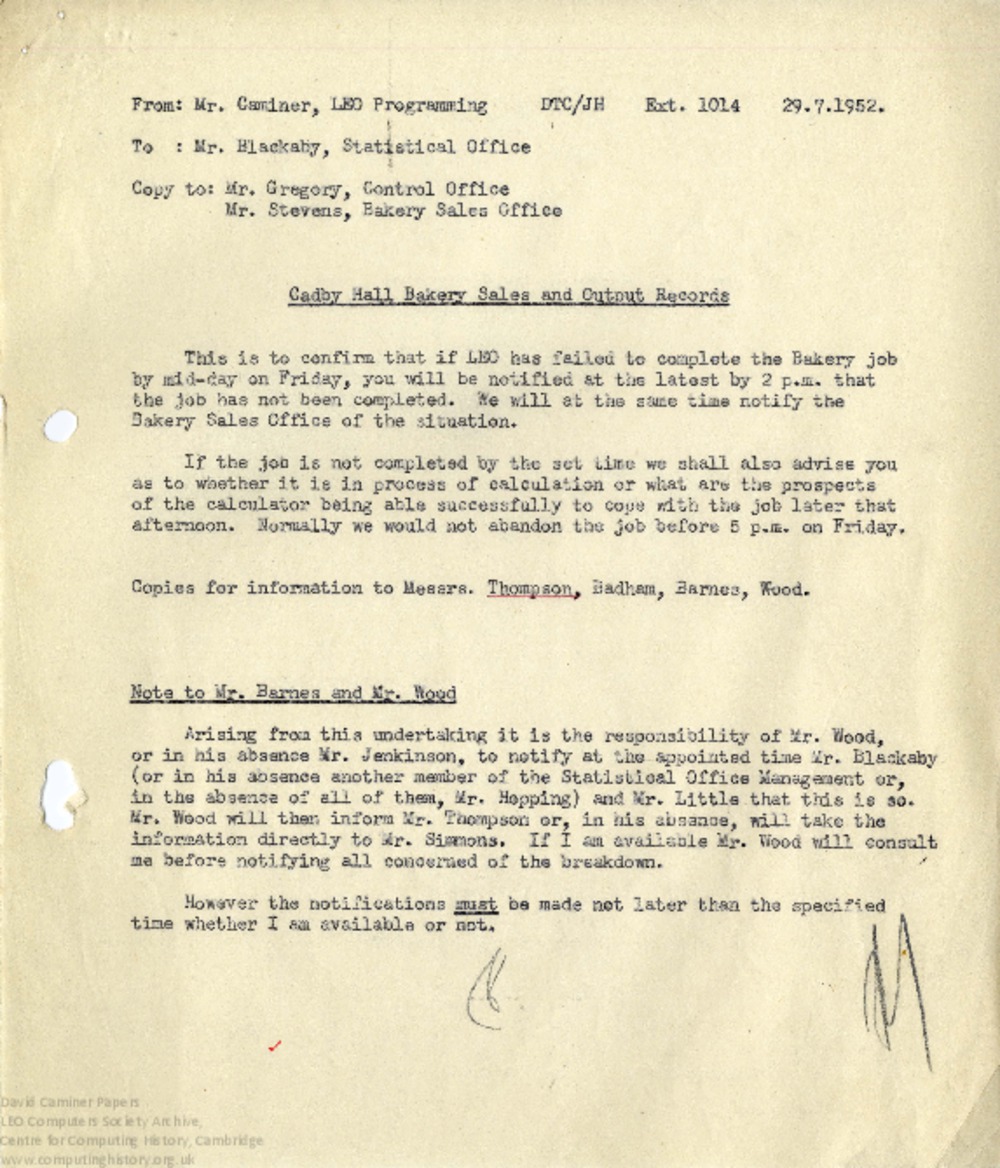 From: Mr. Caminer, LEO Programming DTC/JH Ext. 1014 29.7.1952.
To : Mr. Blackaby, Statistical Office
Copy to: Mr. Gregory, Control Office
Mr. Stevens, Bakery Sales Office
Cadby Hall Bakery Sales and Output Records
This is to confirm that if LEO has failed to complete the Bakery job
by mid-day on Friday, you will be notified at the latest by 2 p.m. that
the job has not been completed. We will at the same time notify the
Bakery Sales Office of the situation.
If the job is not completed by the set time we shall also advise you
as to whether it is in process of calculation or what are the prospects
of the calculator being able successfully to cope with the job later that
afternoon. Normally we would not abandon the job before 5 p.m. on Friday.
Copies for information to Messrs. Thompson, Badham, Barnes, Wood.
Note to Mr. Barnes and Mr. Wood
Arising from this undertaking it is the responsibility of Mr. Wood,
or in his absence Mr. Jenkinson, to notify at the appointed time Mr. Blackaby
(or in his absence another member of the Statistical Office Management or,
in the absence of all of them, Mr. Hopping) and Mr. Little that this is so.
Mr. Wood will then inform Mr. Thompson or, in his absence, will take the
information directly to Mr. Simmons. If I am available Mr. Wood will consult
me before notifying all concerned of the breakdown.
However the notifications must be made not later than the specified
time whether I am available or not.
David Caminer Papers
LEO Computers Society Archive,
Centre for Computing History, Cambridge
www.computinghistory.org.uk